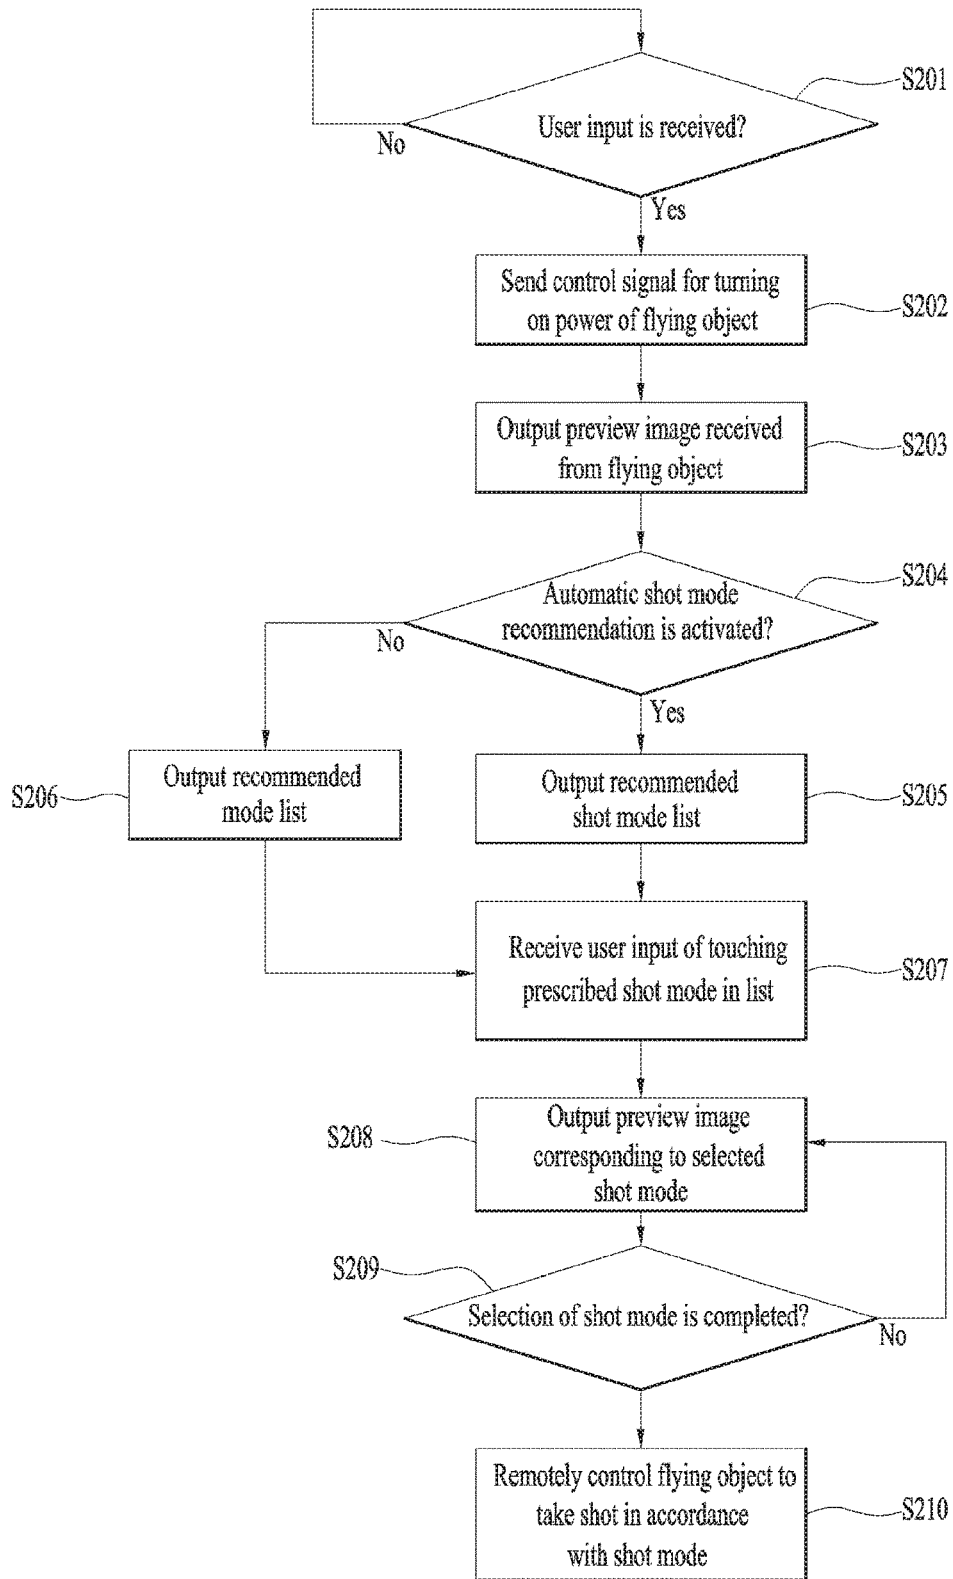 S201
User input is received?
No
Yes
Send control signal for turning
on power of flying object
S202
Output preview image received
from flying object
S203
S204
Automatic shot mode
recommendation is activated?
No
Yes
S206
Output recommended
mode list
Output recommended
shot mode list
S205
Receive user input of touching
prescribed shot mode in list
S207
S208
Output preview image
corresponding to selected
shot mode
S209
Selection of shot mode is completed?
No
Remotely control flying object to
take shot in accordance
with shot mode
S210